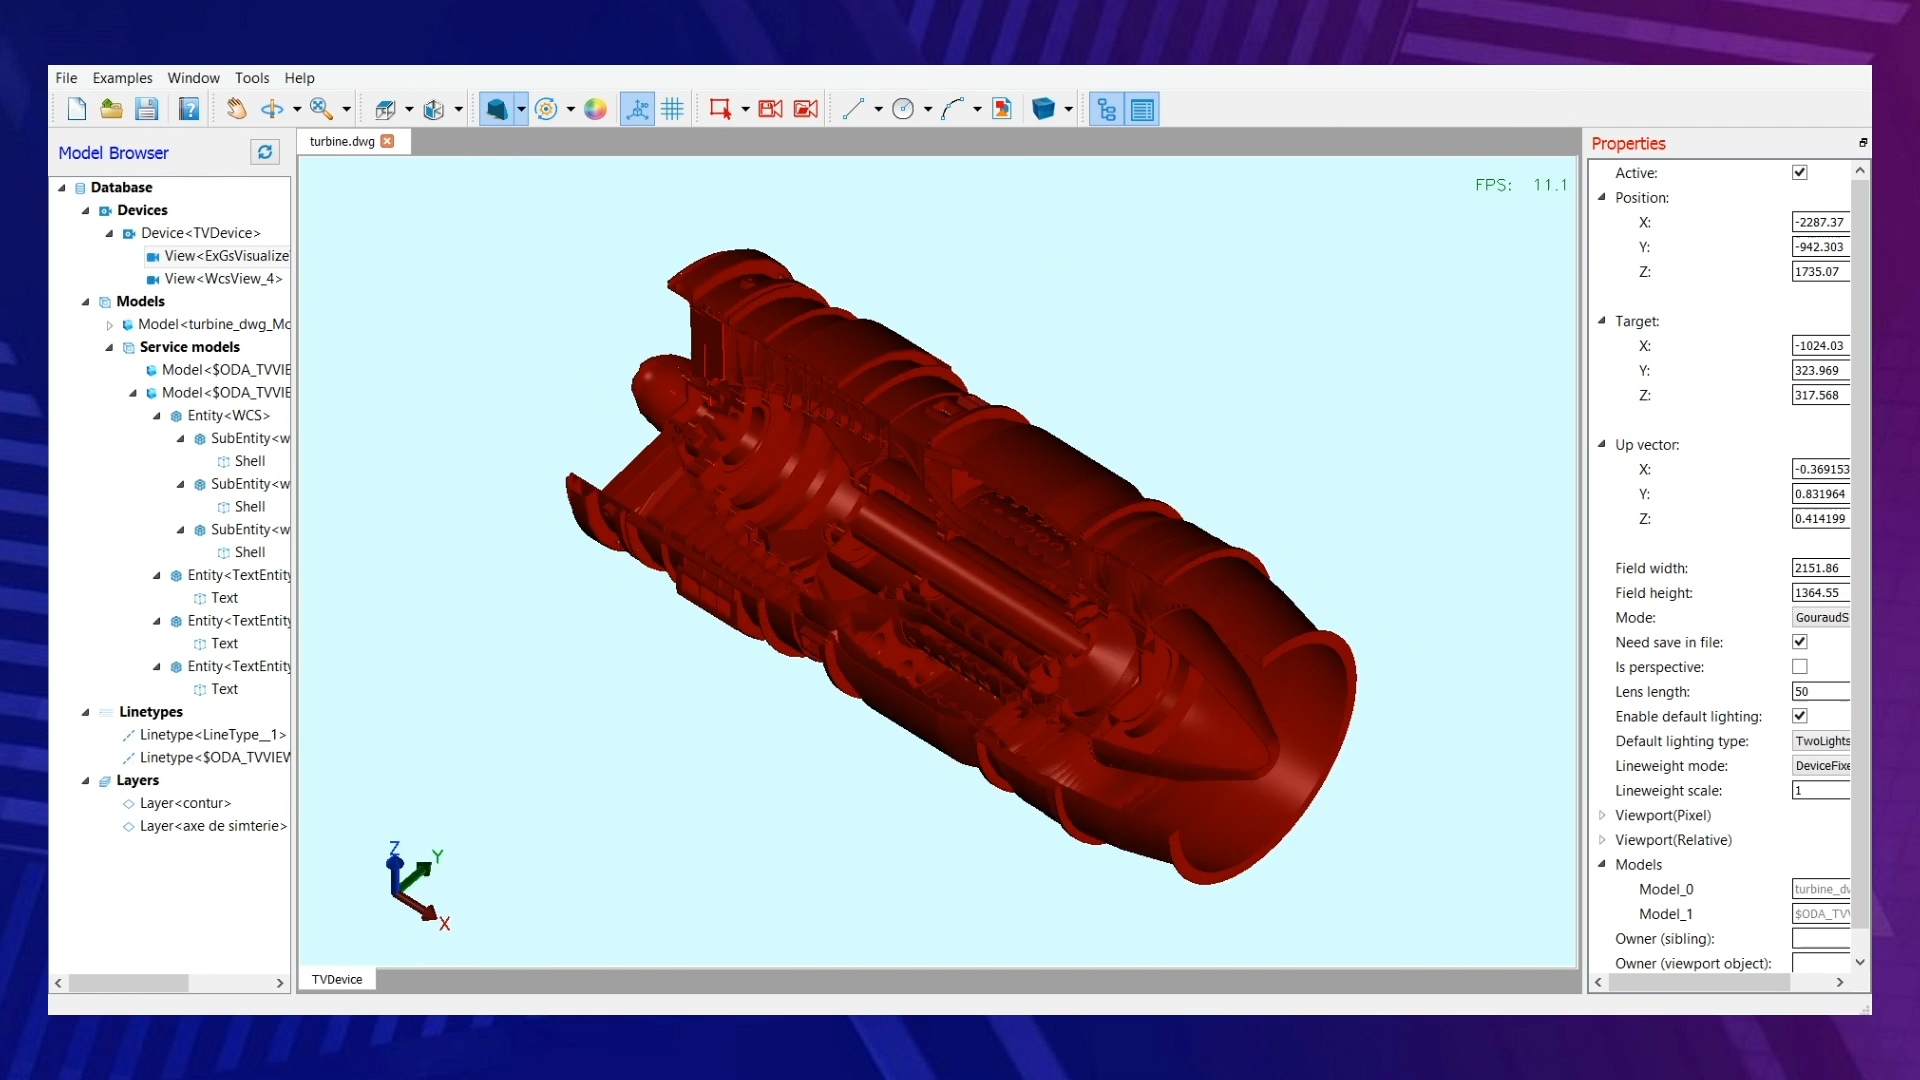 File Examples Window Tools Help
turbine.dwg
Model Browser
Database
Devices
Device<TVDevice>
View<ExGsVisualize
View<WcsView_4>
Models
Model<turbine_dwg_Mo
Service models
Model<$ODA_TVVIE
Model<$ODA_TVVIE
Entity<WCS>
SubEntity<w
Shell
SubEntity<w
Shell
SubEntity<w
Shell
Entity<TextEntity
Text
Entity<TextEntity
Text
Entity<TextEntity
Text
Linetypes
Linetype<LineType__1>
Linetype<$ODA_TVVIEW
Layers
Layer<contur>
Layer<axe de simterie>
FPS: 11.1
Z
Y
X
TVDevice
Properties
Active:
Position:
X: -2287.37
Y: -942.303
Z: 1735.07
Target:
X: -1024.03
Y: 323.969
Z: 317.568
Up vector:
X: -0.369153
Y: 0.831964
Z: 0.414199
Field width: 2151.86
Field height: 1364.55
Mode: GouraudS
Need save in file:
Is perspective:
Lens length: 50
Enable default lighting:
Default lighting type: TwoLights
Lineweight mode: DeviceFixe
Lineweight scale: 1
Viewport(Pixel)
Viewport(Relative)
Models
Model_0 turbine_dw
Model_1 $ODA_TVV
Owner (sibling):
Owner (viewport object):